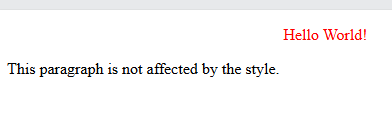 Hello World!
This paragraph is not affected by the style.